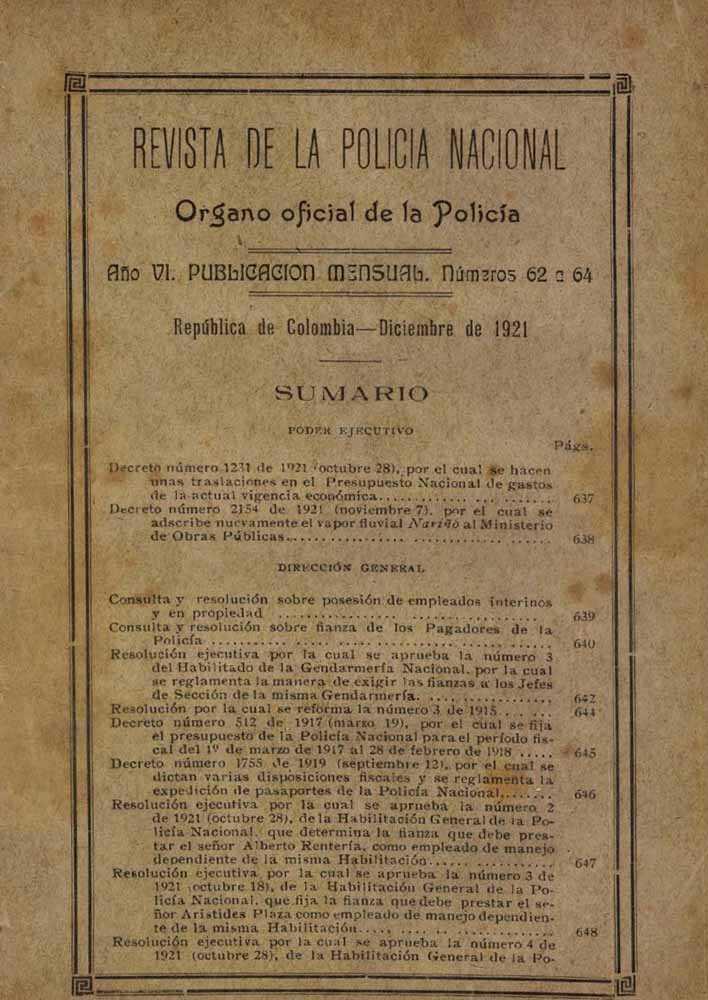 REVISTA DE LA POLICIA NACIONAL
Organo oficial de la Policía
Año VI. PUBLICACION MENSUAL. Números 62 a 64
República de Colombia—Diciembre de 1921
SUMARIO
PODER EJECUTIVO
Págs.
Decreto número 1231 de 1921 (octubre 28), por el cual se hacen
unas traslaciones en el Presupuesto Nacional de gastos
de la actual vigencia económica........................ 637
Decreto número 2154 de 1921 (noviembre 7), por el cual se
adscribe nuevamente el vapor fluvial Nariño al Ministerio
de Obras Públicas........................ 638
DIRECCIÓN GENERAL
Consulta y resolución sobre posesión de empleados interinos
y en propiedad ........................ 639
Consulta y resolución sobre fianza de los Pagadores de la
Policía ........................ 640
Resolución ejecutiva por la cual se aprueba la número 3
del Habilitado de la Gendarmería Nacional, por la cual
se reglamenta la manera de exigir las fianzas a los Jefes
de Sección de la misma Gendarmería. ................ 642
Resolución por la cual se reforma la número 3 de 1915........ 644
Decreto número 512 de 1917 (marzo 19), por el cual se fija
el presupuesto de la Policía Nacional para el período fis-
cal del 1º de marzo de 1917 al 28 de febrero de 1918 ..... 645
Decreto número 1755 de 1919 (septiembre 12), por el cual se
dictan varias disposiciones fiscales y se reglamenta la
expedición de pasaportes de la Policía Nacional........ 646
Resolución ejecutiva por la cual se aprueba la número 2
de 1921 (octubre 28), de la Habilitación General de la Po-
licía Nacional, que determina la fianza que debe pres-
tar el señor Alberto Rentería, como empleado de manejo
dependiente de la misma Habilitación................ 647
Resolución ejecutiva por la cual se aprueba la número 3 de
1921 (octubre 18), de la Habilitación General de la Po-
licía Nacional, que fija la fianza que debe prestar el se-
ñor Arístides Plaza como empleado de manejo dependien-
te de la misma Habilitación........................ 648
Resolución ejecutiva por la cual se aprueba la número 4 de
1921 (octubre 28), de la Habilitación General de la Po-